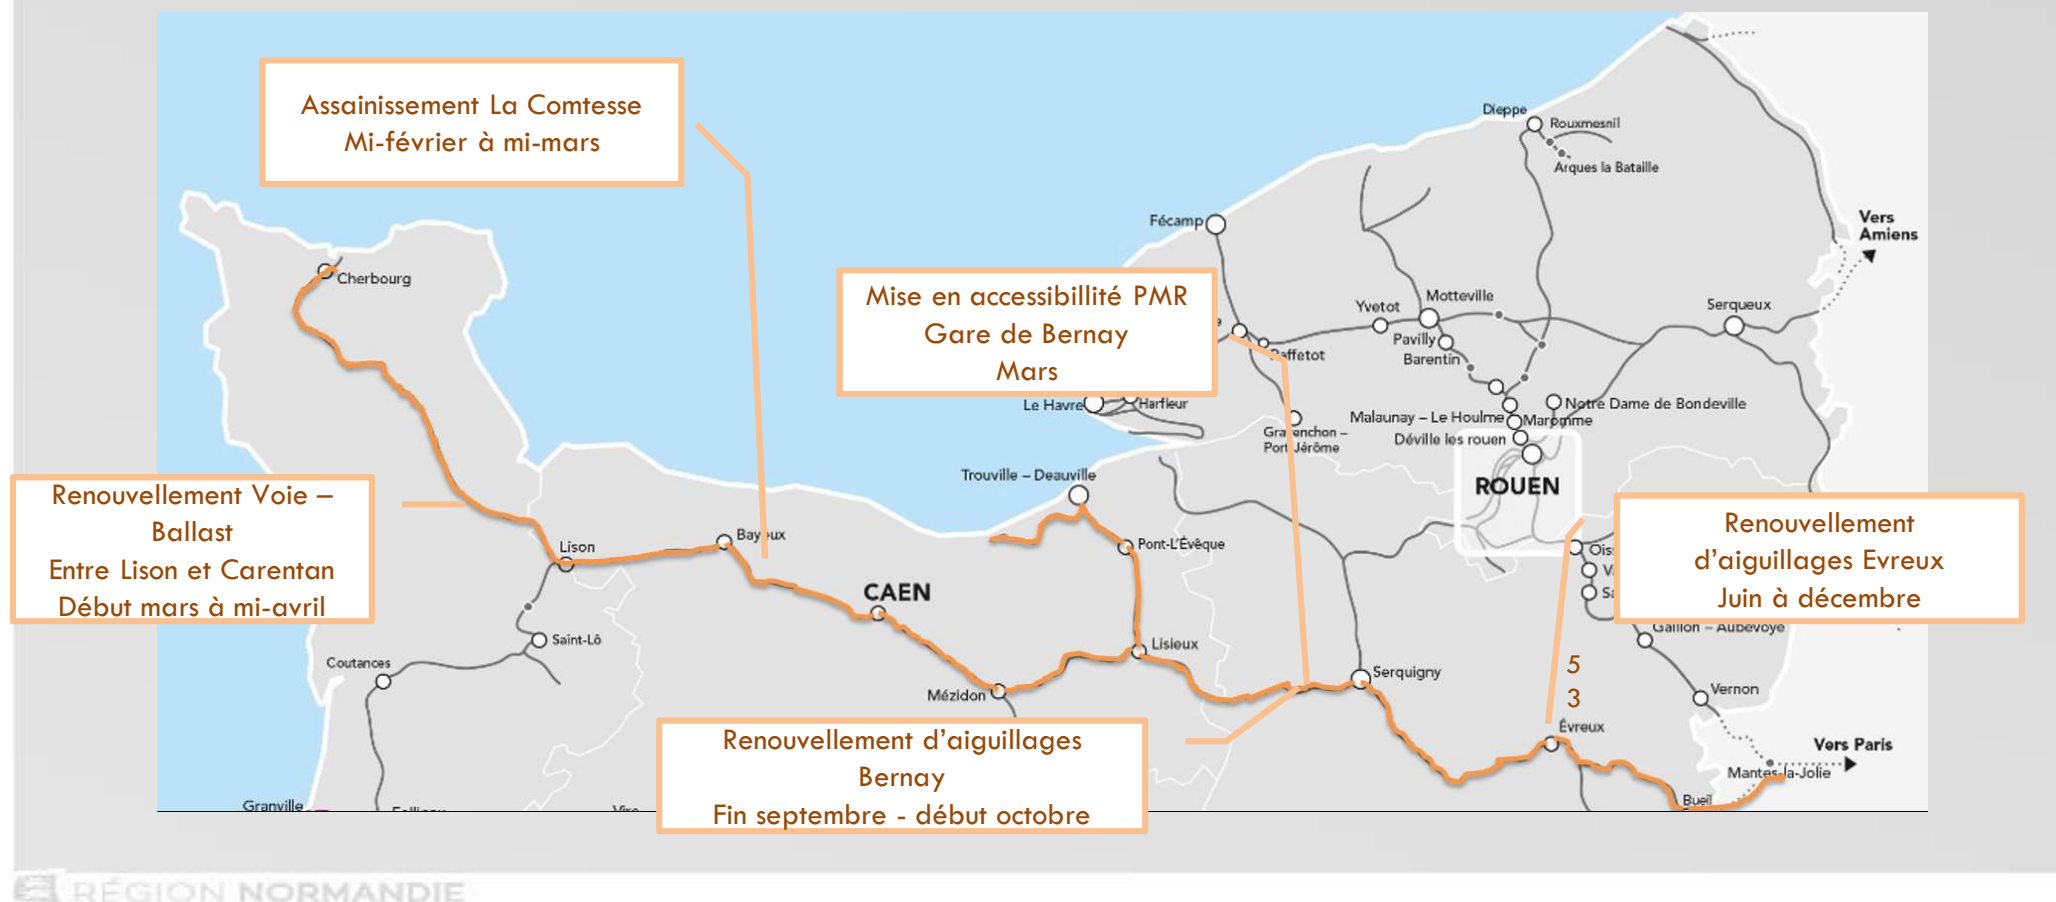 Assainissement La Comtesse
Mi-février à mi-mars
Dieppe
Rouxmesnil
Arques la Bataille
Vers
Amiens
Fécamp
Cherbourg
Mise en accessibillité PMR
Gare de Bernay
Mars
Yvetot
Motteville
Serqueux
Pavilly
Barentin
Le Havre
Harfleur
Notre Dame de Bondeville
Malaunay – Le Houlme
Maromme
Déville les rouen
Port Jérôme
Trouville – Deauville
ROUEN
Renouvellement Voie –
Ballast
Entre Lison et Carentan
Début mars à mi-avril
Renouvellement
d'aiguillages Evreux
Juin à décembre
Lison
Bayeux
Pont-L'Évêque
CAEN
Gaillon – Aubevoye
Saint-Lô
Lisieux
Coutances
Serquigny
5
3
Mézidon
Vernon
Évreux
Renouvellement d'aiguillages
Bernay
Fin septembre - début octobre
Vers Paris
Mantes-la-Jolie
Bueil
Granville
RÉGION NORMANDIE